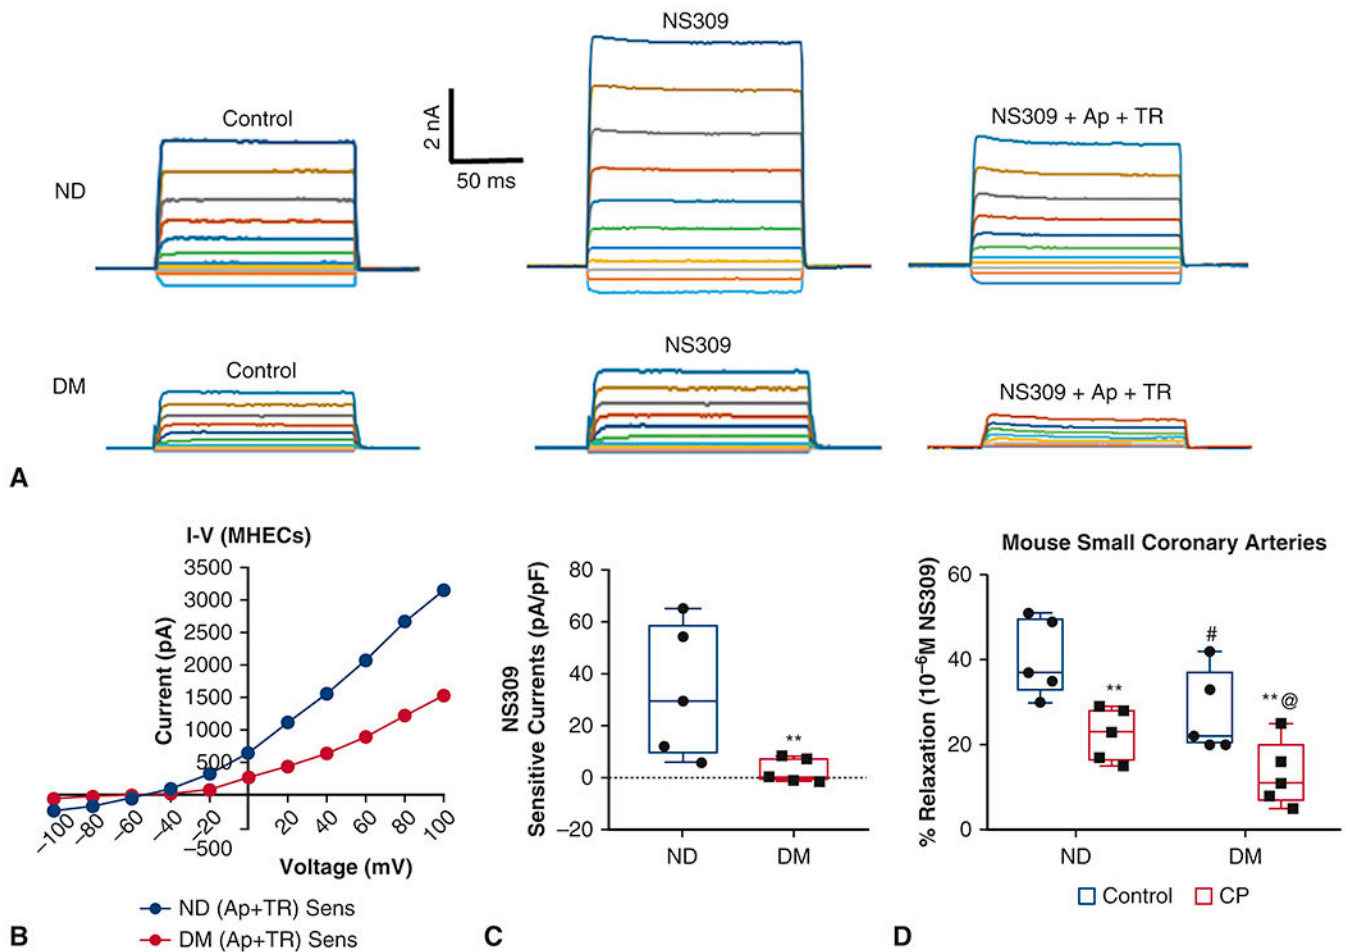 NS309
Control
2 nA
50 ms
NS309 + Ap + TR
ND
NS309
Control
NS309 + Ap + TR
DM
A
I-V (MHECs)
Current (pA)
3500
3000
2500
2000
1500
1000
500
−500
−100
−80
−60
−40
−20
20
40
60
80
100
Voltage (mV)
ND (Ap+TR) Sens
DM (Ap+TR) Sens
B
NS309
Sensitive Currents (pA/pF)
80
60
40
20
0
−20
**
ND
DM
C
Mouse Small Coronary Arteries
% Relaxation (10⁻⁶M NS309)
60
40
20
0
**
#
**@
ND
DM
Control
CP
D